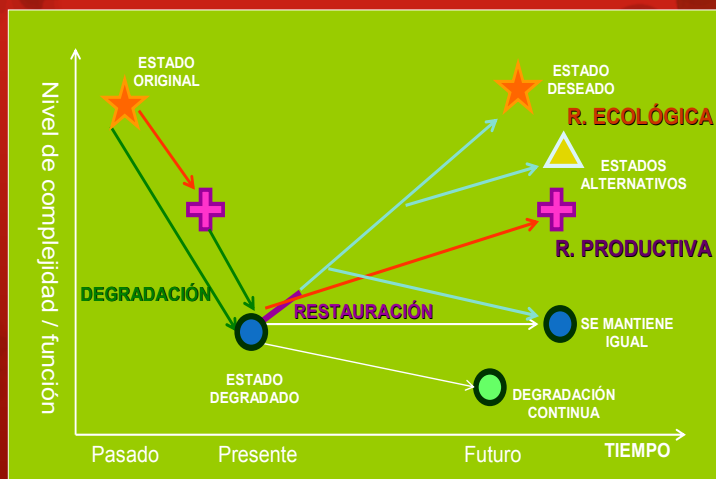 ESTADO
ORIGINAL
ESTADO
DESEADO
R. ECOLÓGICA
ESTADOS
ALTERNATIVOS
R. PRODUCTIVA
Nivel de complejidad / función
DEGRADACIÓN
RESTAURACIÓN
SE MANTIENE
IGUAL
ESTADO
DEGRADADO
DEGRADACIÓN
CONTINUA
Pasado
Presente
Futuro
TIEMPO